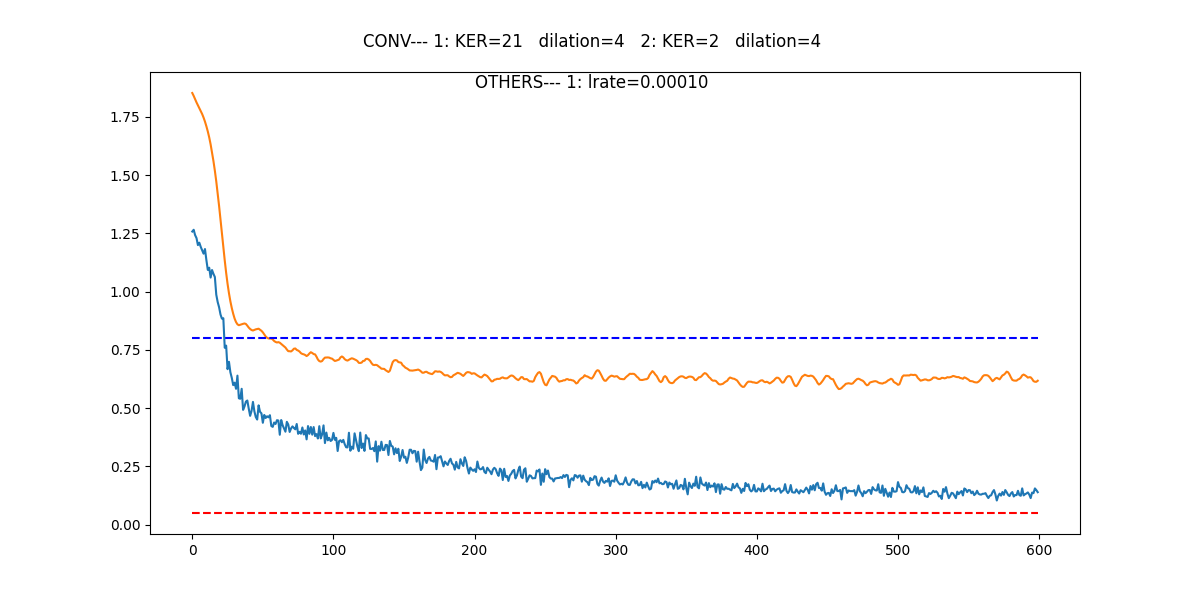 CONV--- 1: KER=21   dilation=4   2: KER=2   dilation=4
OTHERS--- 1: lrate=0.00010
1.75
1.50
1.25
1.00
0.75
0.50
0.25
0.00
0 100 200 300 400 500 600